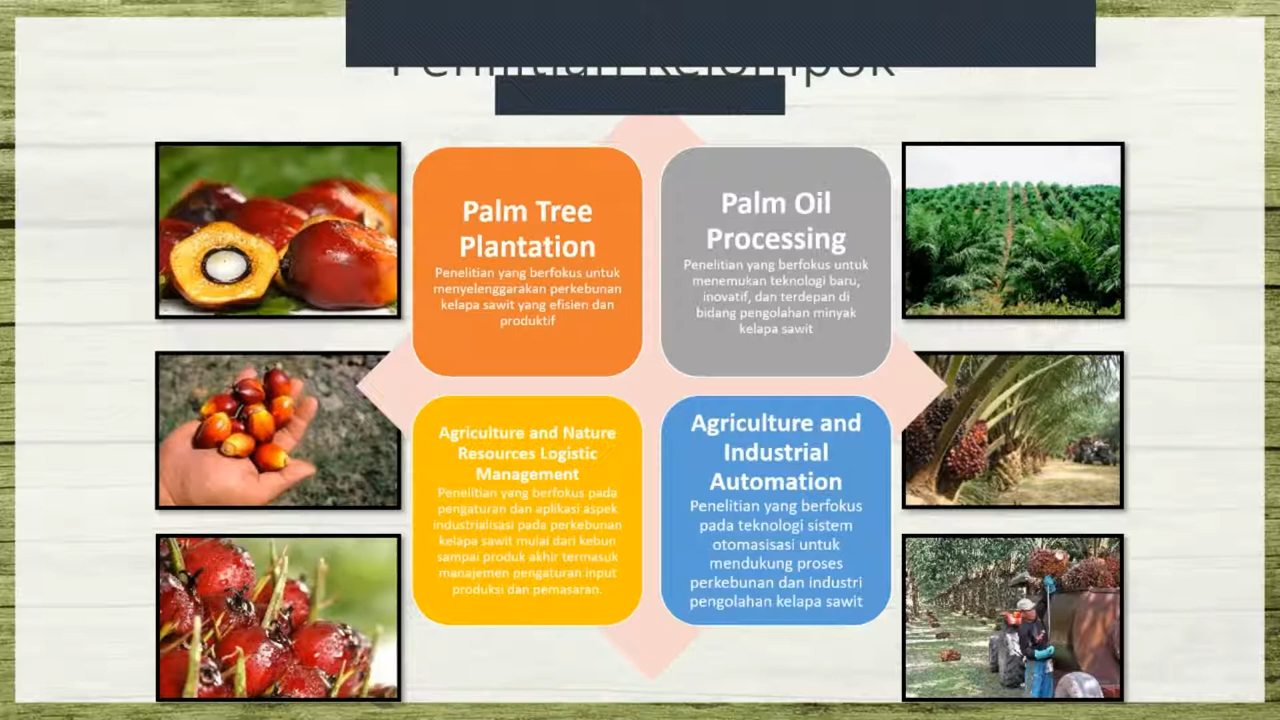 Palm Tree
Plantation
Penelitian yang berfokus untuk
menyelenggarakan perkebunan
kelapa sawit yang efisien dan
produktif
Palm Oil
Processing
Penelitian yang berfokus untuk
menemukan teknologi baru,
inovatif, dan terdepan di
bidang pengolahan minyak
kelapa sawit
Agriculture and Nature
Resources Logistic
Management
Penelitian yang berfokus pada
pengaturan dan aplikasi aspek
industrialisasi pada perkebunan
kelapa sawit mulai dari kebun
sampai produk akhir termasuk
manajemen pengaturan input
produksi dan pemasaran.
Agriculture and
Industrial
Automation
Penelitian yang berfokus
pada teknologi sistem
otomasisasi untuk
mendukung proses
perkebunan dan industri
pengolahan kelapa sawit